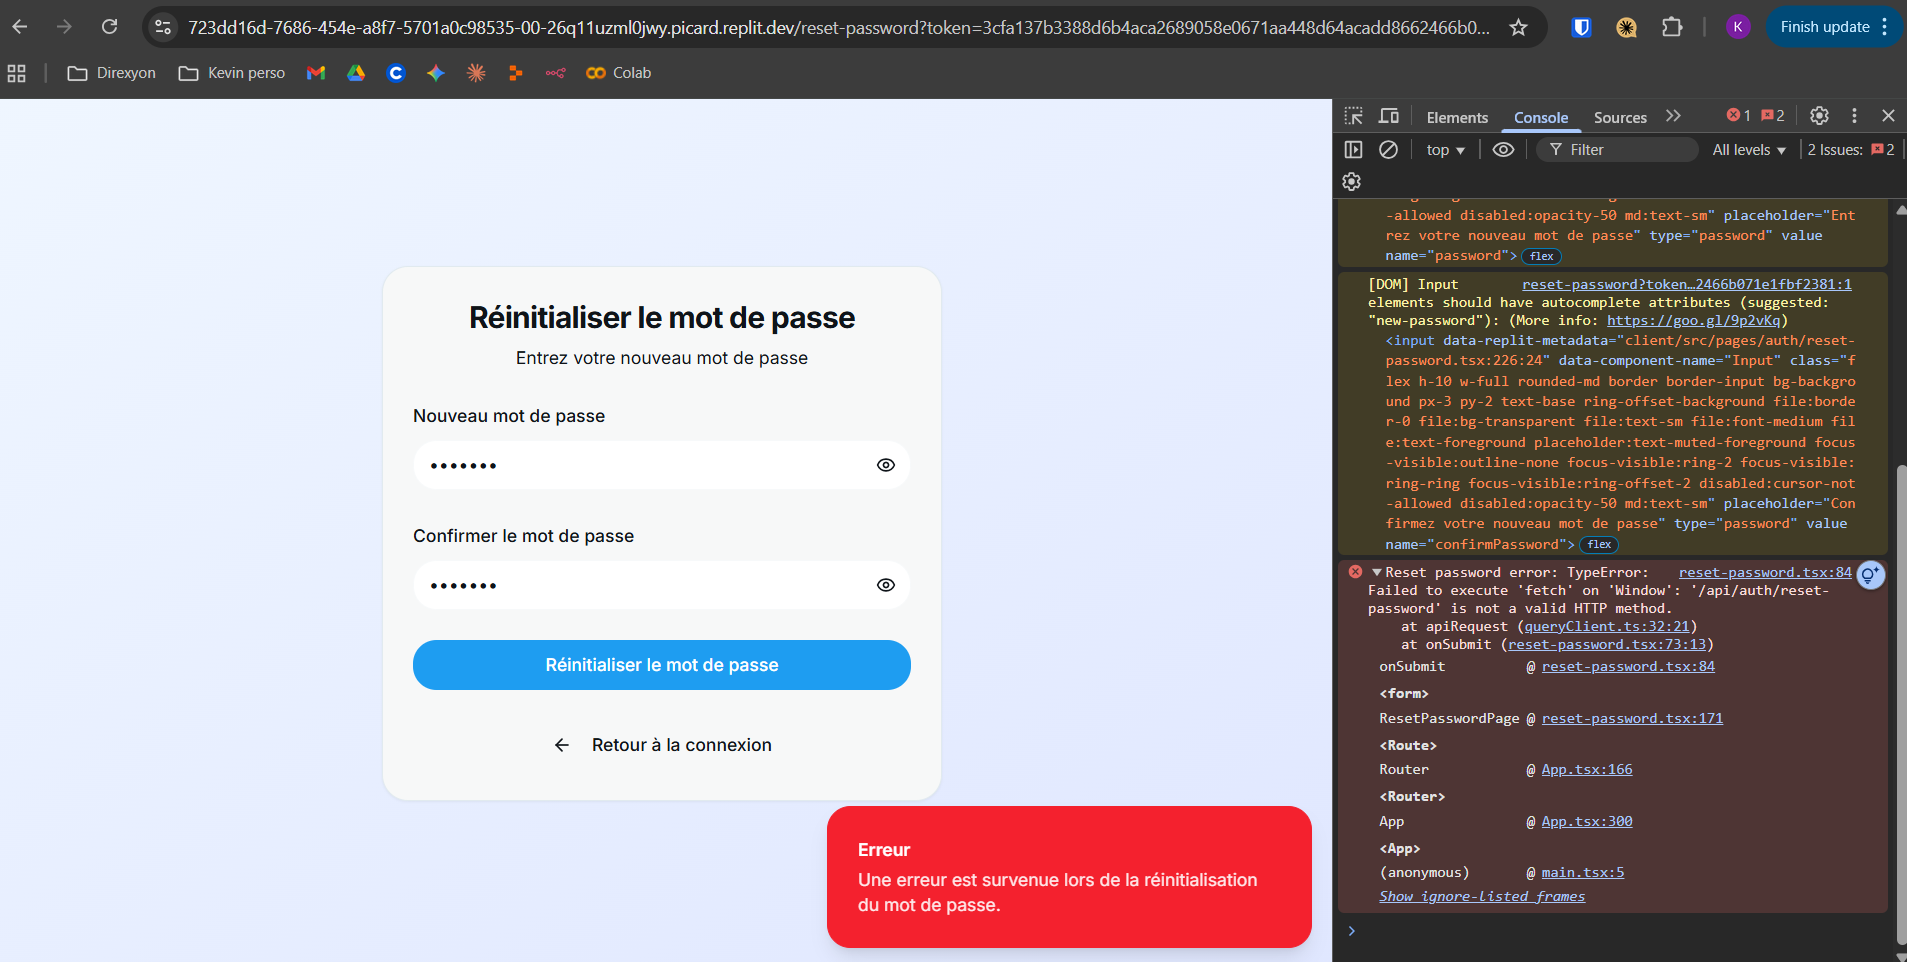 723dd16d-7686-454e-a8f7-5701a0c98535-00-26q11uzml0jwy.picard.replit.dev/reset-password?token=3cfa137b3388d6b4aca2689058e0671aa448d64acadd8662466b0...
K
Finish update
Direxyon
Kevin perso
Colab
Réinitialiser le mot de passe
Entrez votre nouveau mot de passe
Nouveau mot de passe
•••••••
Confirmer le mot de passe
•••••••
Réinitialiser le mot de passe
← Retour à la connexion
Erreur
Une erreur est survenue lors de la réinitialisation
du mot de passe.
Elements Console Sources
1 2
top Filter All levels 2 Issues: 2
-allowed disabled:opacity-50 md:text-sm" placeholder="Ent
rez votre nouveau mot de passe" type="password" value
name="password"> flex
[DOM] Input reset-password?token…2466b071e1fbf2381:1
elements should have autocomplete attributes (suggested:
"new-password"): (More info: https://goo.gl/9p2vKq)
<input data-replit-metadata="client/src/pages/auth/reset-
password.tsx:226:24" data-component-name="Input" class="f
lex h-10 w-full rounded-md border border-input bg-backgro
und px-3 py-2 text-base ring-offset-background file:borde
r-0 file:bg-transparent file:text-sm file:font-medium fil
e:text-foreground placeholder:text-muted-foreground focus
-visible:outline-none focus-visible:ring-2 focus-visible:
ring-ring focus-visible:ring-offset-2 disabled:cursor-not
-allowed disabled:opacity-50 md:text-sm" placeholder="Con
firmez votre nouveau mot de passe" type="password" value
name="confirmPassword"> flex
Reset password error: TypeError: reset-password.tsx:84
Failed to execute 'fetch' on 'Window': '/api/auth/reset-
password' is not a valid HTTP method.
at apiRequest (queryClient.ts:32:21)
at onSubmit (reset-password.tsx:73:13)
onSubmit @ reset-password.tsx:84
<form>
ResetPasswordPage @ reset-password.tsx:171
<Route>
Router @ App.tsx:166
<Router>
App @ App.tsx:300
<App>
(anonymous) @ main.tsx:5
Show ignore-listed frames